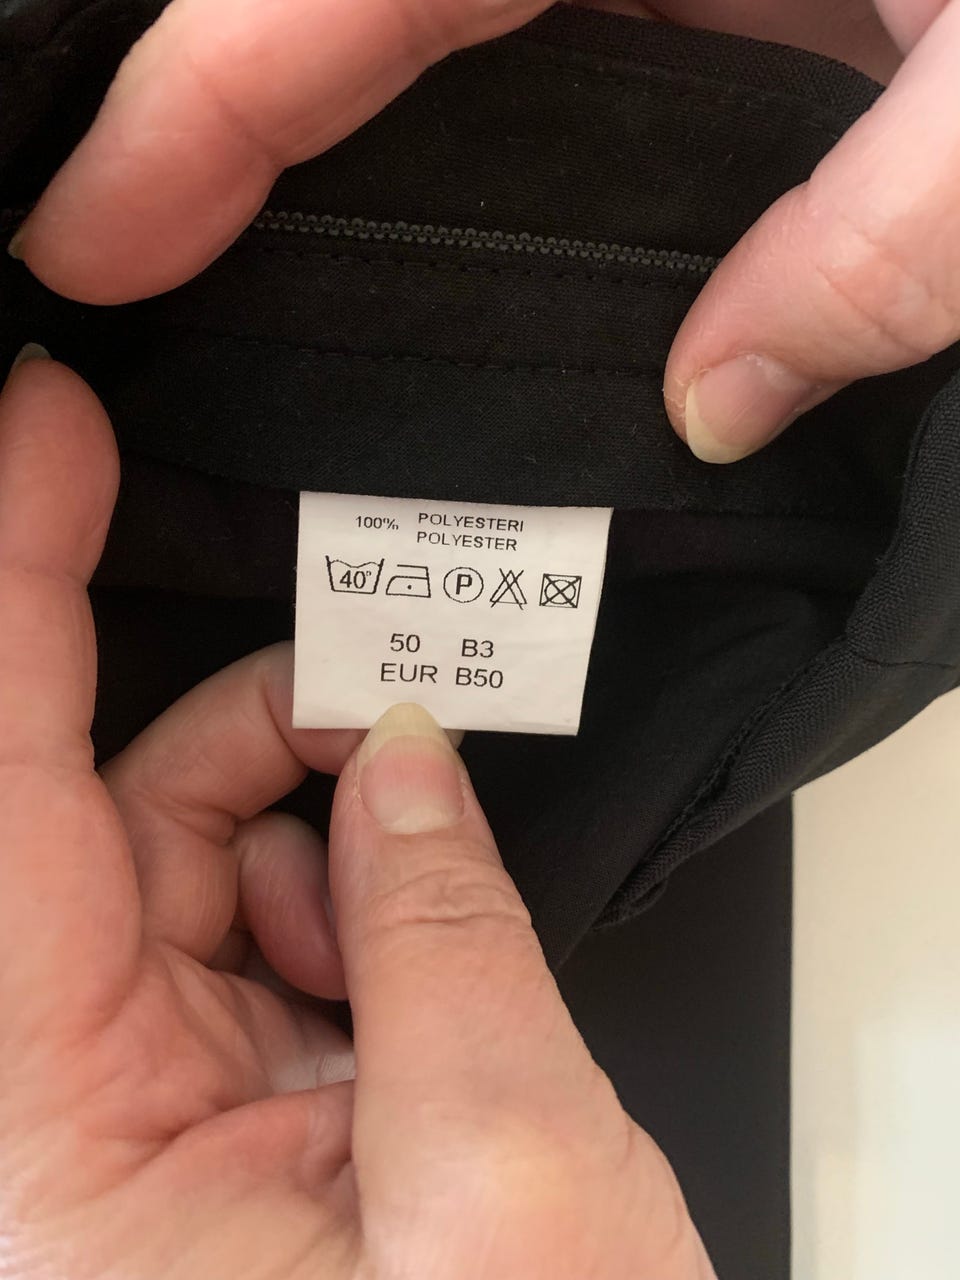 100% POLYESTERI
POLYESTER
40° P
50 B3
EUR B50